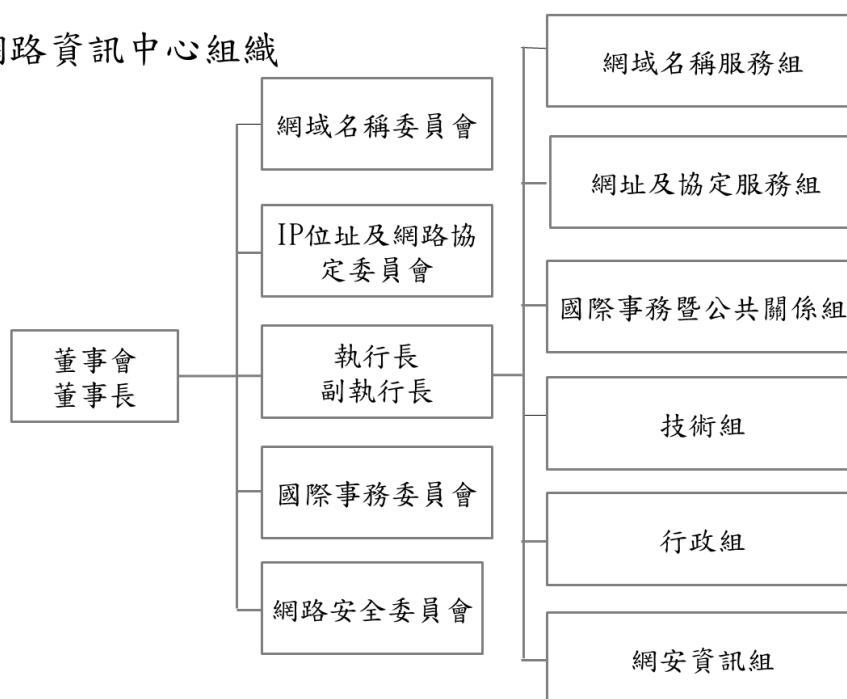 網路資訊中心組織
網域名稱委員會
IP位址及網路協
定委員會
董事會
董事長
執行長
副執行長
國際事務委員會
網路安全委員會
網域名稱服務組
網址及協定服務組
國際事務暨公共關係組
技術組
行政組
網安資訊組